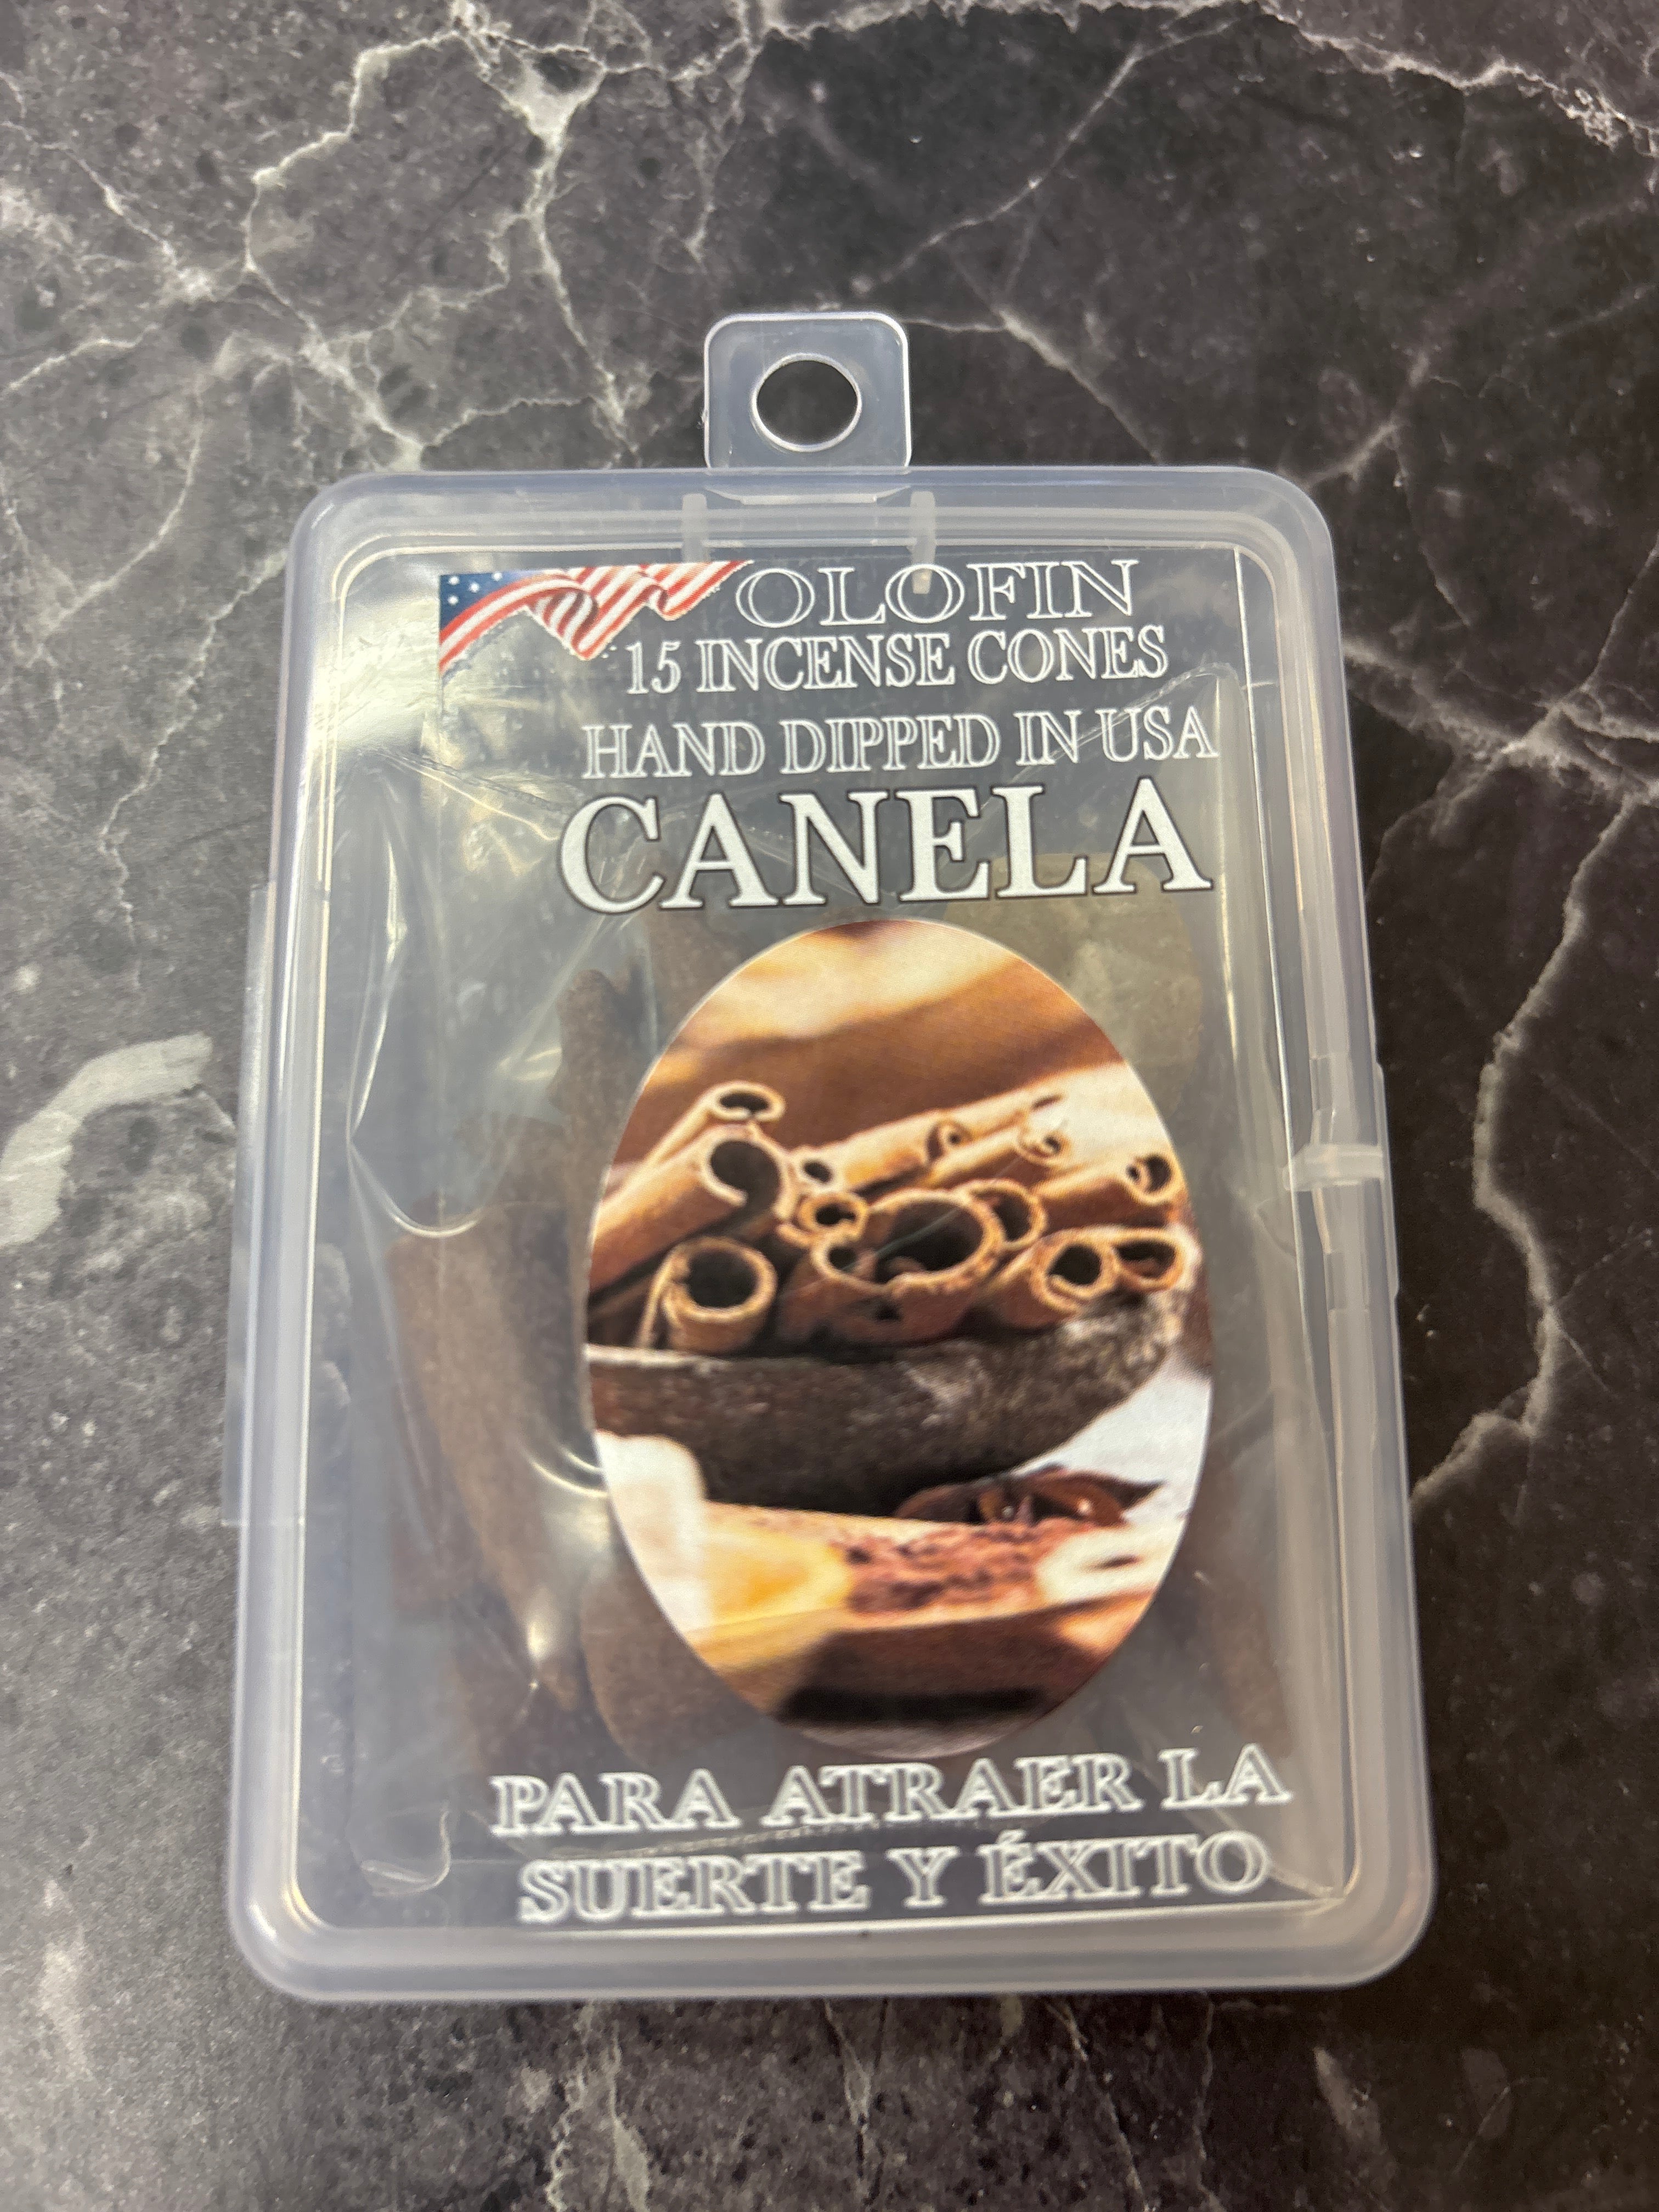 OLOFIN
15 INCENSE CONES
HAND DIPPED IN USA
CANELA
PARA ATRAER LA
SUERTE Y ÉXITO